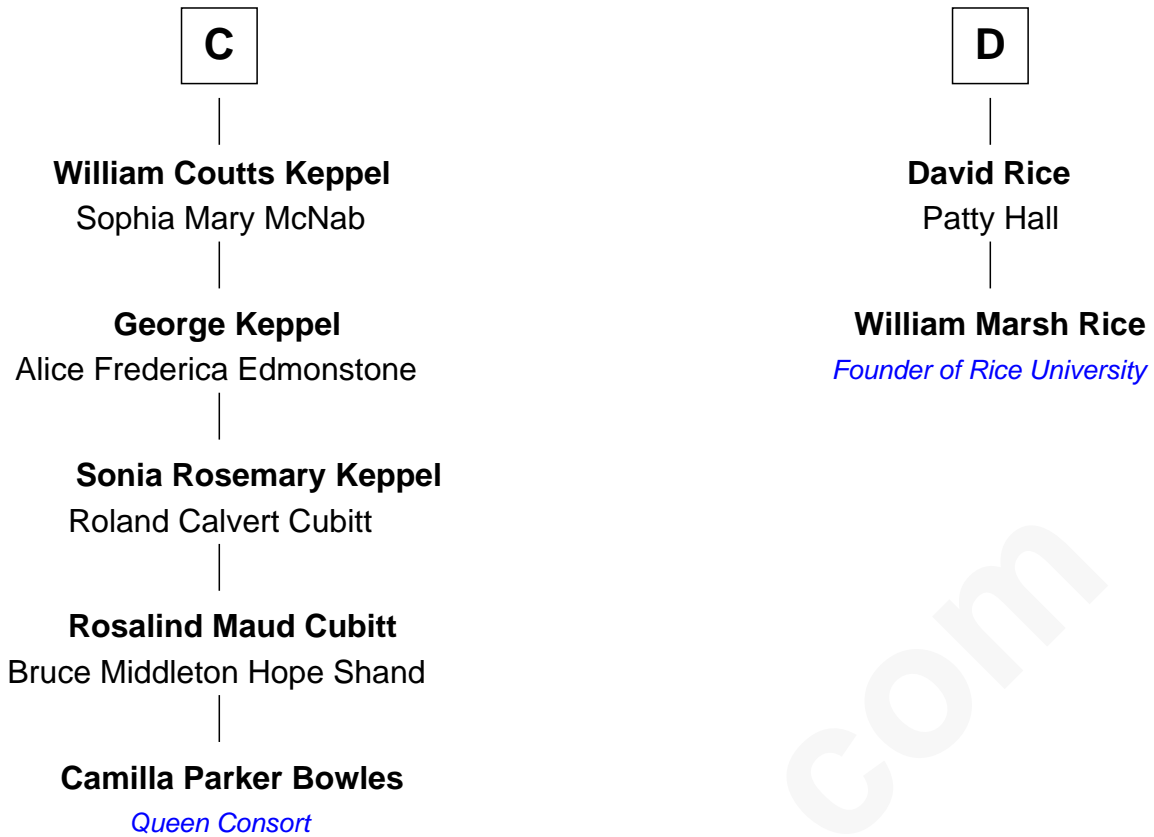 C
William Coutts Keppel
Sophia Mary McNab
George Keppel
Alice Frederica Edmonstone
Sonia Rosemary Keppel
Roland Calvert Cubitt
Rosalind Maud Cubitt
Bruce Middleton Hope Shand
Camilla Parker Bowles
Queen Consort
D
David Rice
Patty Hall
William Marsh Rice
Founder of Rice University
com